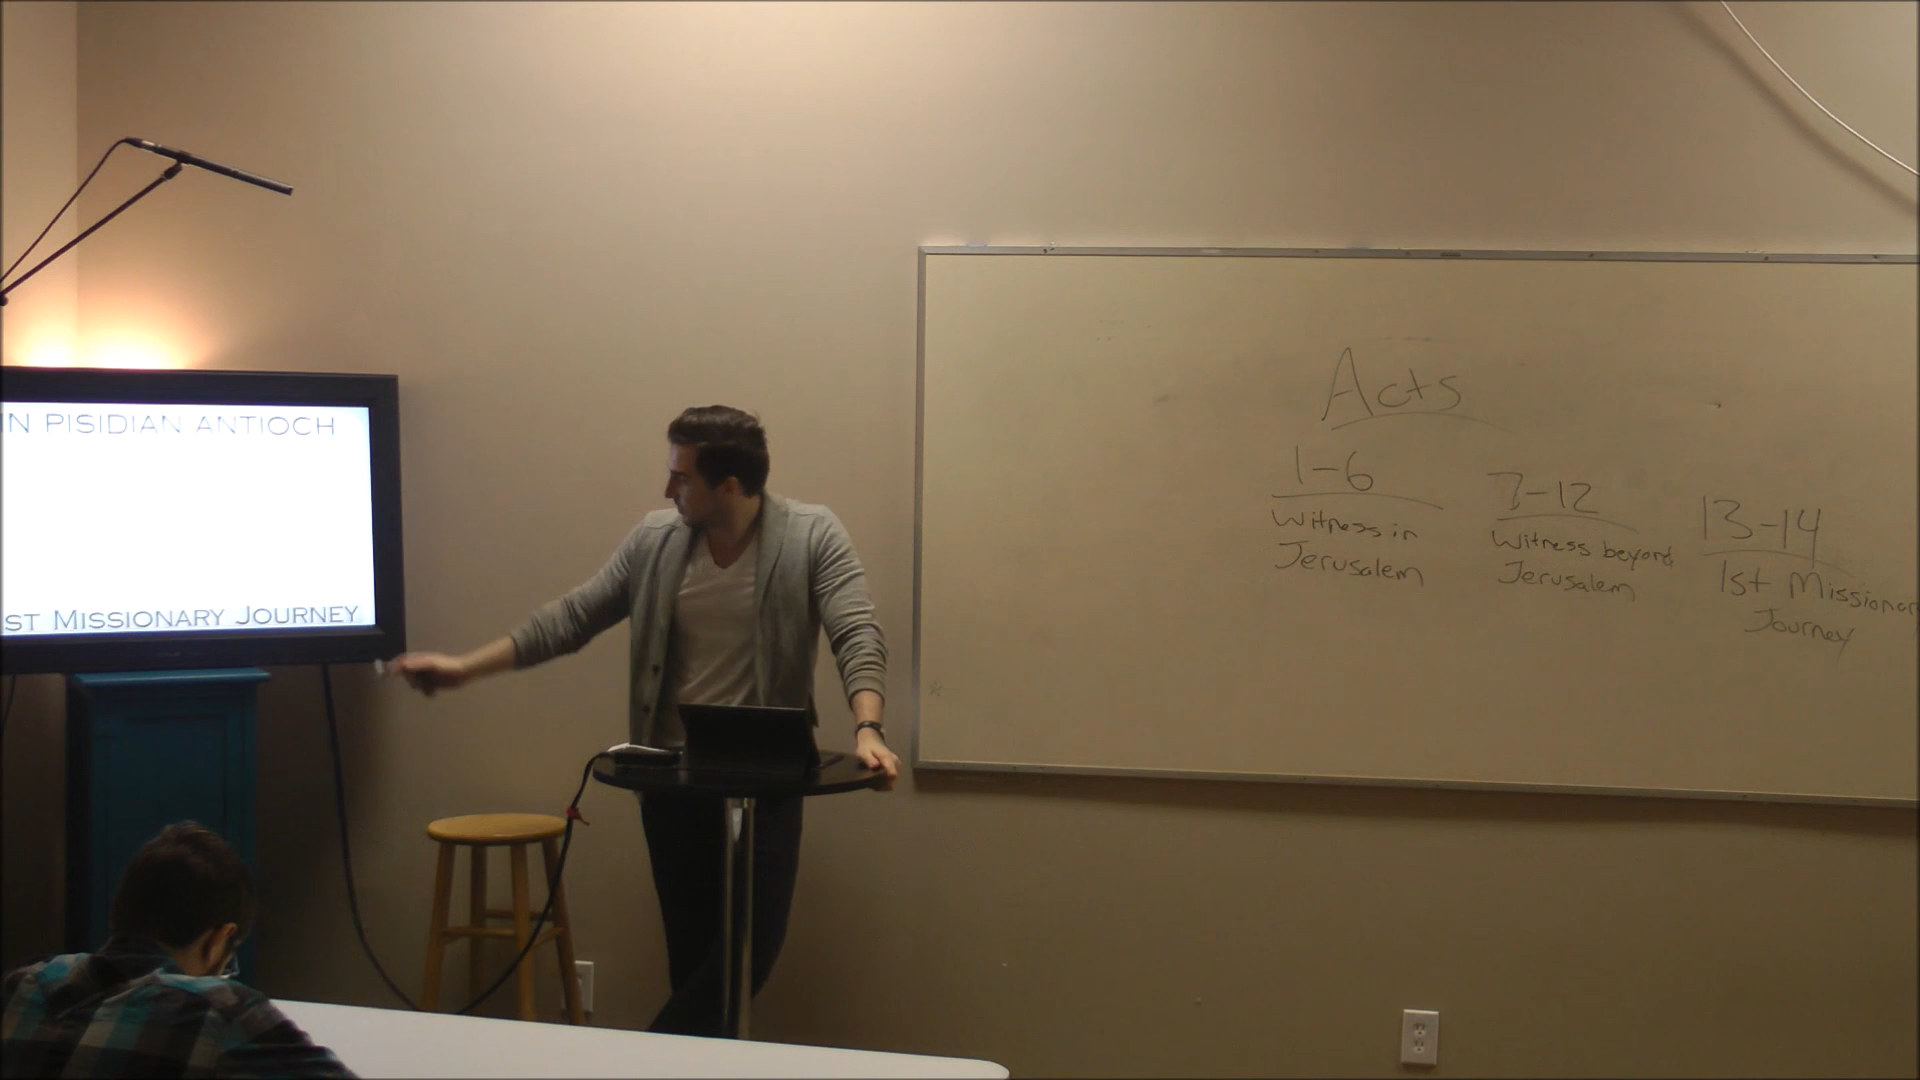 IN PISIDIAN ANTIOCH
ST MISSIONARY JOURNEY
Acts
1-6
Witness in
Jerusalem
7-12
Witness beyond
Jerusalem
13-14
1st Missionar
Journey